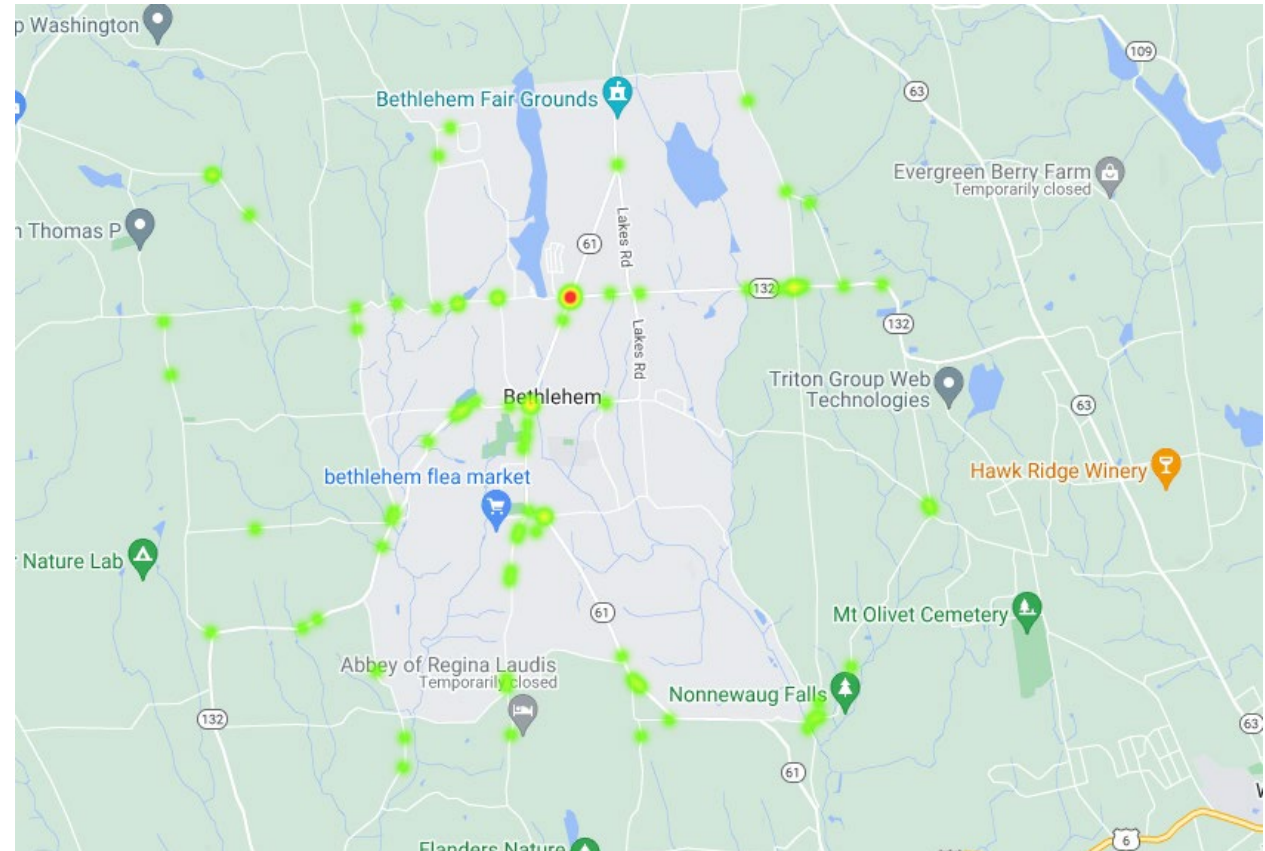 p Washington
109
63
Bethlehem Fair Grounds
Evergreen Berry Farm
Temporarily closed
n Thomas P
Lakes Rd
61
132
132
Lakes Rd
Triton Group Web
Technologies
Bethlehem
63
bethlehem flea market
Hawk Ridge Winery
r Nature Lab
61
Mt Olivet Cemetery
Abbey of Regina Laudis
Temporarily closed
Nonnewaug Falls
132
63
61
6
Flanders Nature